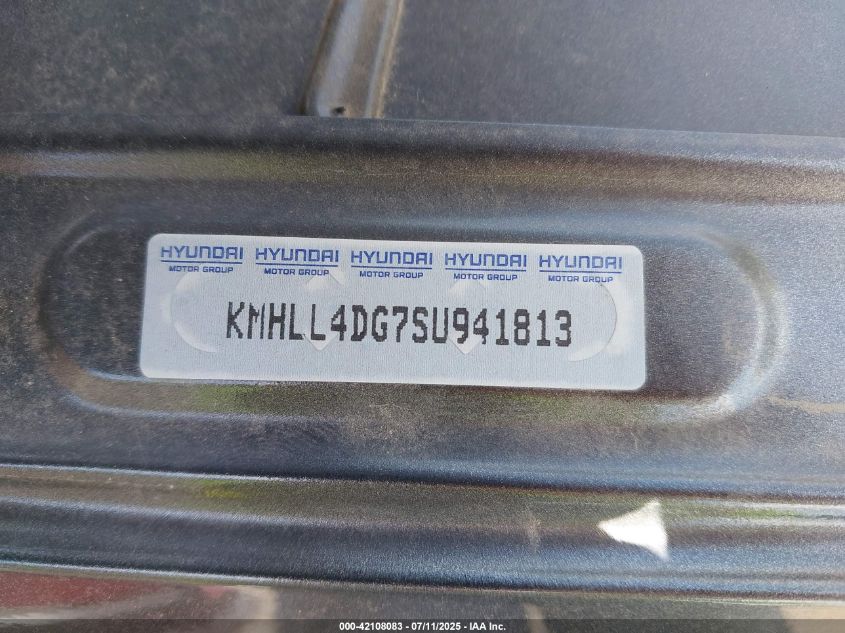 HYUNDAI HYUNDAI HYUNDAI HYUNDAI HYUNDAI
MOTOR GROUP MOTOR GROUP MOTOR GROUP MOTOR GROUP MOTOR GROUP
KMHLL4DG7SU941813
000-42108083 - 07/11/2025 - IAA Inc.